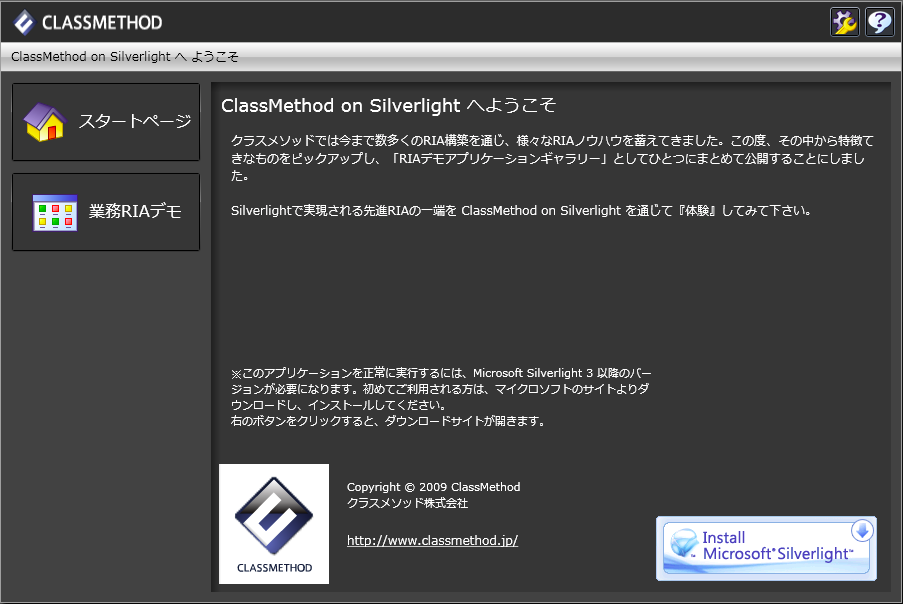 CLASSMETHOD
ClassMethod on Silverlight へ ようこそ
スタートページ
業務RIAデモ
ClassMethod on Silverlight へようこそ
クラスメソッドでは今まで数多くのRIA構築を通じ、様々なRIAノウハウを蓄えてきました。この度、その中から特徴て
きなものをピックアップし、「RIAデモアプリケーションギャラリー」としてひとつにまとめて公開することにしまし
た。
Silverlightで実現される先進RIAの一端を ClassMethod on Silverlight を通じて『体験』してみて下さい。
※このアプリケーションを正常に実行するには、Microsoft Silverlight 3 以降のバー
ジョンが必要になります。初めてご利用される方は、マイクロソフトのサイトよりダ
ウンロードし、インストールしてください。
右のボタンをクリックすると、ダウンロードサイトが開きます。
CLASSMETHOD
Copyright © 2009 ClassMethod
クラスメソッド株式会社
http://www.classmethod.jp/
Install
Microsoft®Silverlight™